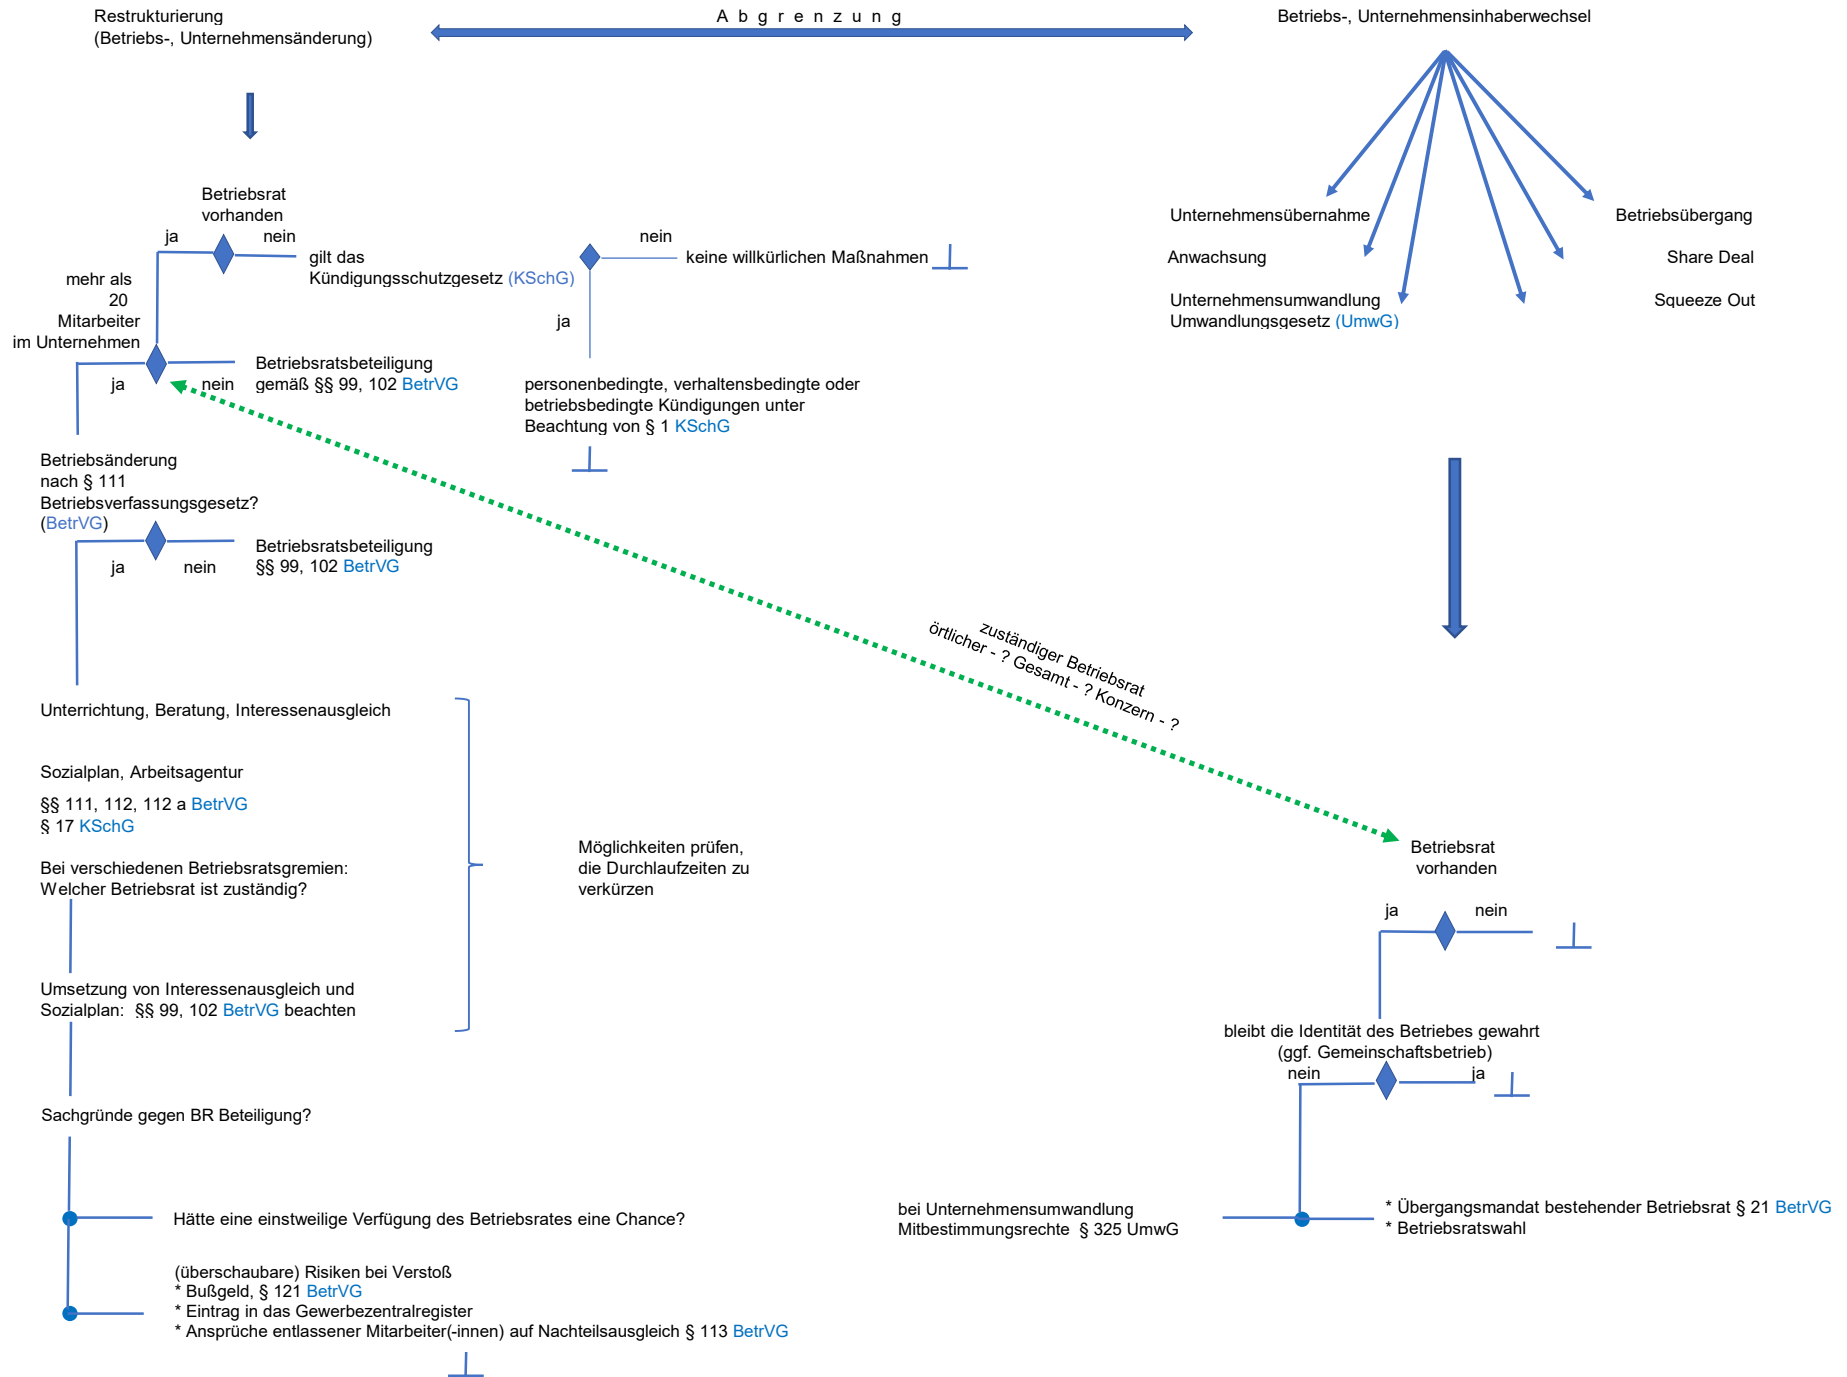 Restrukturierung
(Betriebs-, Unternehmensänderung)
A b g r e n z u n g
Betriebs-, Unternehmensinhaberwechsel
Betriebsrat
vorhanden
ja
nein
gilt das
Kündigungsschutzgesetz (KSchG)
nein
keine willkürlichen Maßnahmen
ja
personenbedingte, verhaltensbedingte oder
betriebsbedingte Kündigungen unter
Beachtung von § 1 KSchG
mehr als
20
Mitarbeiter
im Unternehmen
ja
nein
Betriebsratsbeteiligung
gemäß §§ 99, 102 BetrVG
Betriebsänderung
nach § 111
Betriebsverfassungsgesetz?
(BetrVG)
ja
nein
Betriebsratsbeteiligung
§§ 99, 102 BetrVG
Unterrichtung, Beratung, Interessenausgleich
Sozialplan, Arbeitsagentur
§§ 111, 112, 112 a BetrVG
§ 17 KSchG
Bei verschiedenen Betriebsratsgremien:
Welcher Betriebsrat ist zuständig?
Umsetzung von Interessenausgleich und
Sozialplan: §§ 99, 102 BetrVG beachten
Möglichkeiten prüfen,
die Durchlaufzeiten zu
verkürzen
Sachgründe gegen BR Beteiligung?
Hätte eine einstweilige Verfügung des Betriebsrates eine Chance?
(überschaubare) Risiken bei Verstoß
* Bußgeld, § 121 BetrVG
* Eintrag in das Gewerbezentralregister
* Ansprüche entlassener Mitarbeiter(-innen) auf Nachteilsausgleich § 113 BetrVG
Unternehmensübernahme
Anwachsung
Unternehmensumwandlung
Umwandlungsgesetz (UmwG)
Betriebsübergang
Share Deal
Squeeze Out
zuständiger Betriebsrat
örtlicher - ? Gesamt - ? Konzern - ?
Betriebsrat
vorhanden
ja
nein
bleibt die Identität des Betriebes gewahrt
(ggf. Gemeinschaftsbetrieb)
nein
ja
bei Unternehmensumwandlung
Mitbestimmungsrechte § 325 UmwG
* Übergangsmandat bestehender Betriebsrat § 21 BetrVG
* Betriebsratswahl